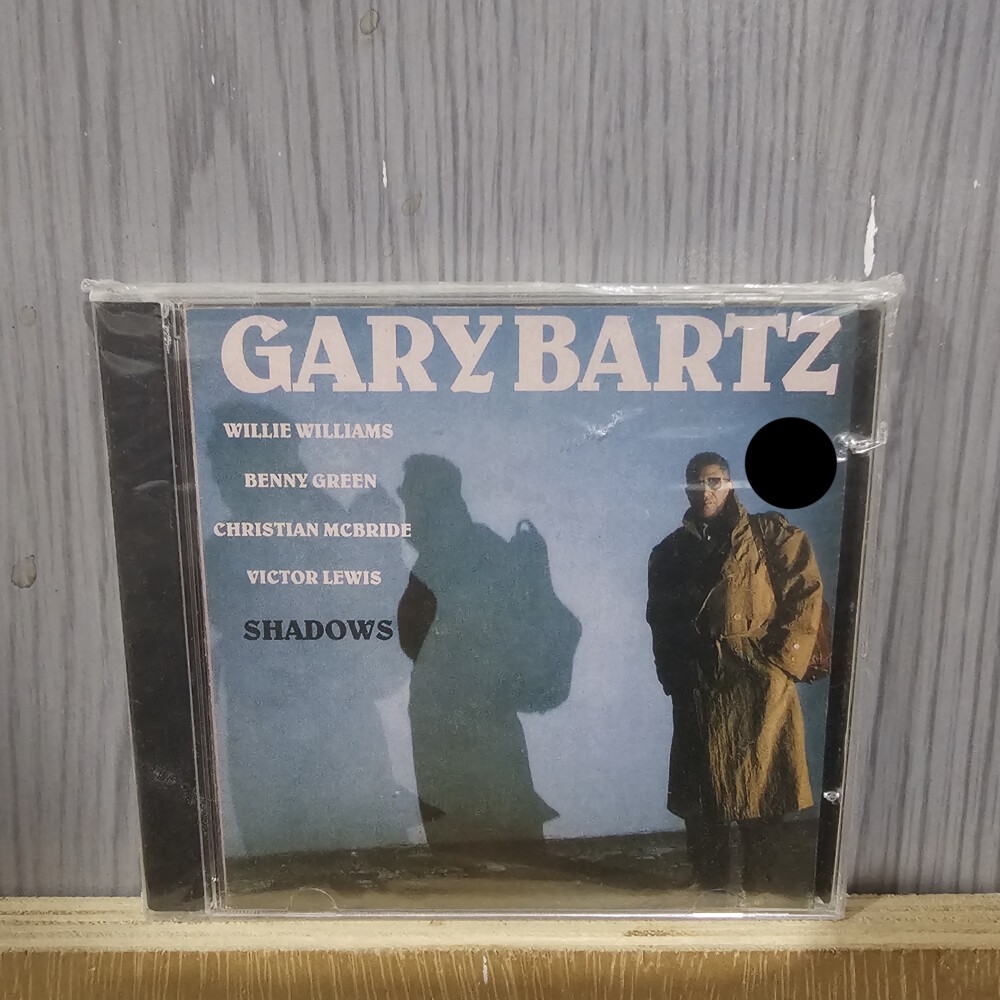 GARY BARTZ
WILLIE WILLIAMS
BENNY GREEN
CHRISTIAN MCBRIDE
VICTOR LEWIS
SHADOWS